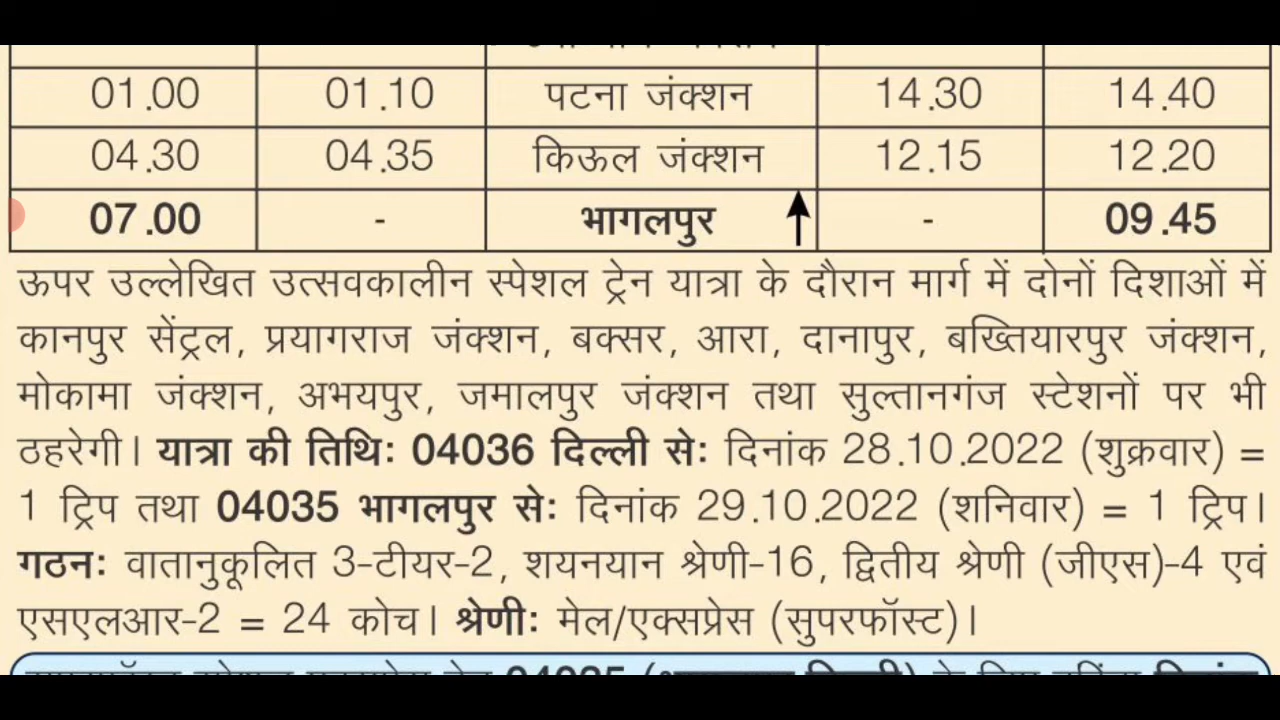 01.00 01.10 पटना जंक्शन 14.30 14.40
04.30 04.35 किऊल जंक्शन 12.15 12.20
07.00 - भागलपुर - 09.45
ऊपर उल्लेखित उत्सवकालीन स्पेशल ट्रेन यात्रा के दौरान मार्ग में दोनों दिशाओं में
कानपुर सेंट्रल, प्रयागराज जंक्शन, बक्सर, आरा, दानापुर, बख्तियारपुर जंक्शन,
मोकामा जंक्शन, अभयपुर, जमालपुर जंक्शन तथा सुल्तानगंज स्टेशनों पर भी
ठहरेगी। यात्रा की तिथिः 04036 दिल्ली सेः दिनांक 28.10.2022 (शुक्रवार) =
1 ट्रिप तथा 04035 भागलपुर सेः दिनांक 29.10.2022 (शनिवार) = 1 ट्रिप।
गठनः वातानुकूलित 3-टीयर-2, शयनयान श्रेणी-16, द्वितीय श्रेणी (जीएस)-4 एवं
एसएलआर-2 = 24 कोच। श्रेणीः मेल/एक्सप्रेस (सुपरफॉस्ट)।